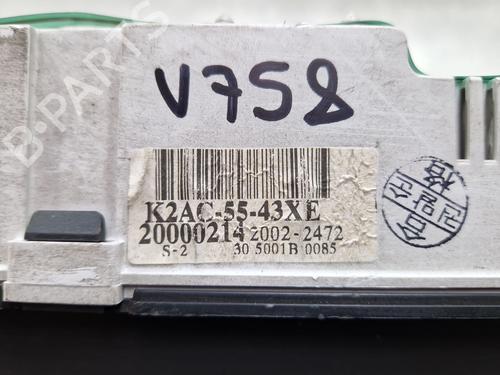 B-PARTS
V758
K2AC-55-43XE
20000214 2002-2472
S-2 30 5001B 0085